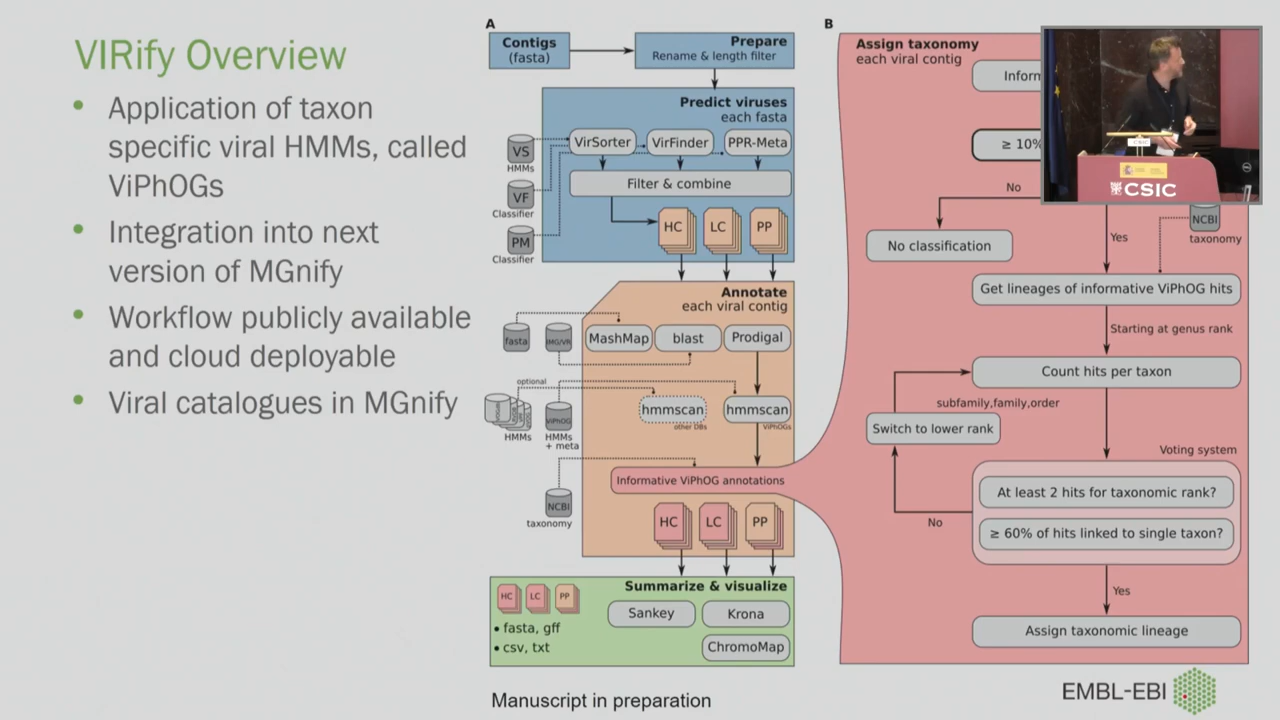 VIRify Overview
• Application of taxon
specific viral HMMs, called
ViPhOGs
• Integration into next
version of MGnify
• Workflow publicly available
and cloud deployable
• Viral catalogues in MGnify
A
Contigs
(fasta)
Prepare
Rename & length filter
Predict viruses
each fasta
VS
HMMs
VF
Classifier
PM
Classifier
VirSorter
VirFinder
PPR-Meta
Filter & combine
HC
LC
PP
Annotate
each viral contig
fasta
IMG/VR
MashMap
blast
Prodigal
optional
HMMs
ViPhOG
HMMs
+ meta
hmmscan
other DBs
hmmscan
ViPhOGs
Informative ViPhOG annotations
NCBI
taxonomy
HC
LC
PP
Summarize & visualize
HC
LC
PP
• fasta, gff
• csv, txt
Sankey
Krona
ChromoMap
Manuscript in preparation
B
Assign taxonomy
each viral contig
Inform
≥ 10%
No
Yes
No classification
NCBI
taxonomy
Get lineages of informative ViPhOG hits
Starting at genus rank
Count hits per taxon
subfamily,family,order
Switch to lower rank
Voting system
At least 2 hits for taxonomic rank?
≥ 60% of hits linked to single taxon?
No
Yes
Assign taxonomic lineage
CSIC
CSIC
EMBL-EBI